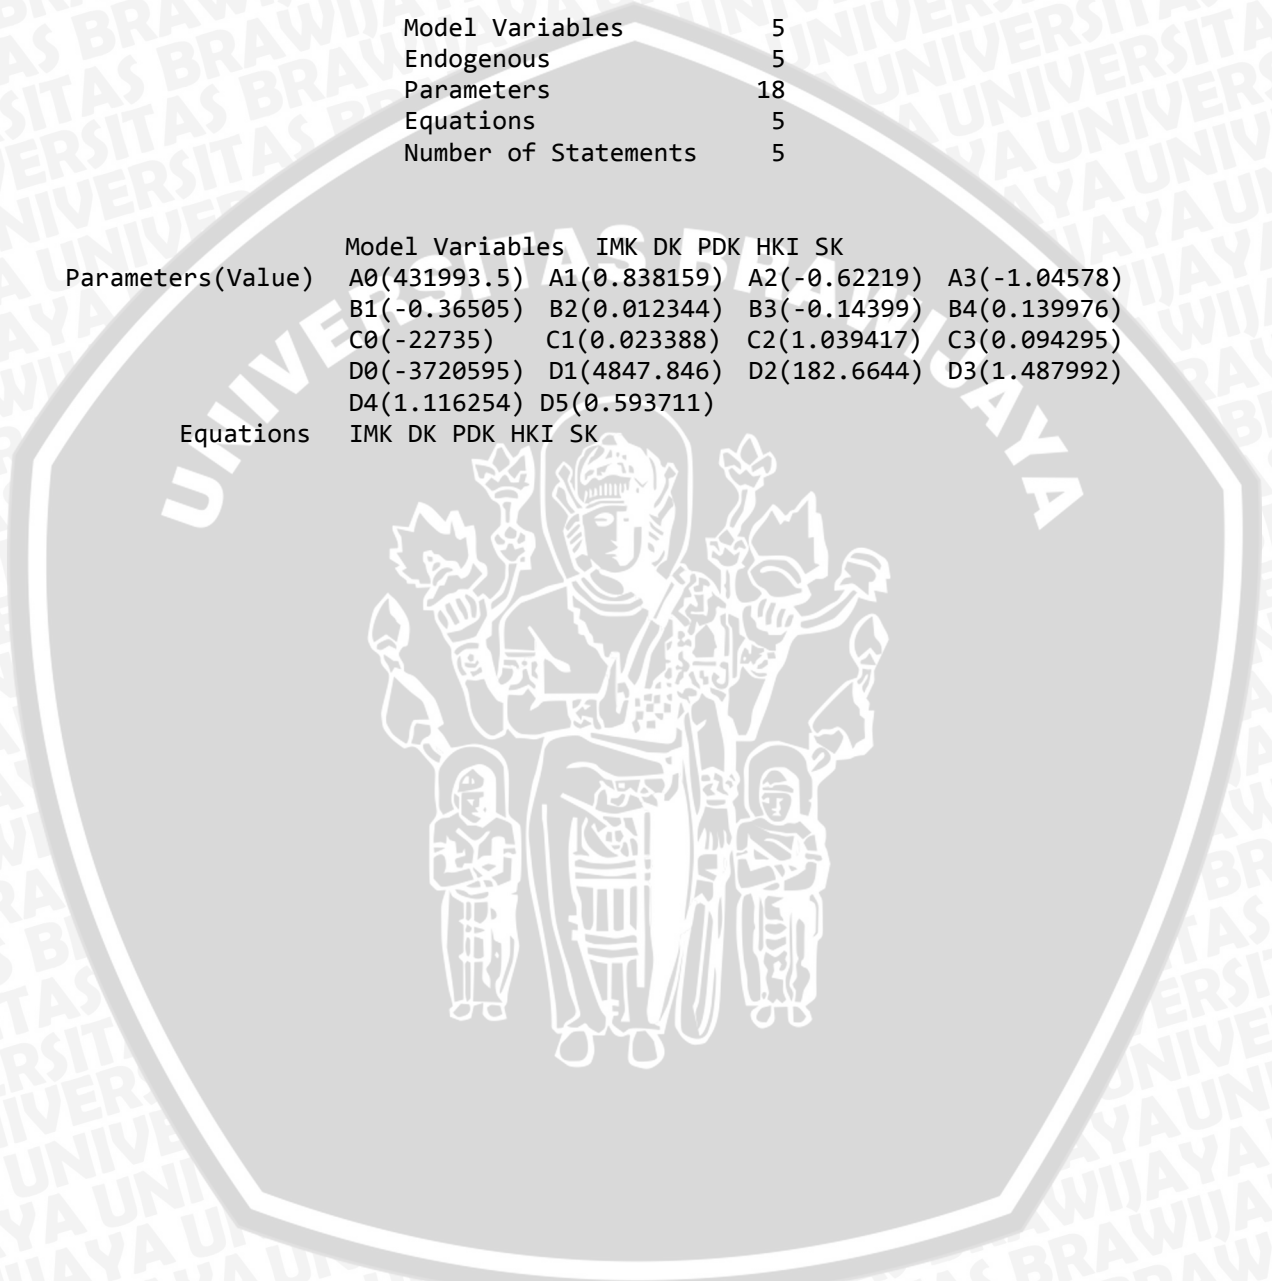 Model Variables 5
Endogenous 5
Parameters 18
Equations 5
Number of Statements 5
Model Variables IMK DK PDK HKI SK
Parameters(Value) A0(431993.5) A1(0.838159) A2(-0.62219) A3(-1.04578)
B1(-0.36505) B2(0.012344) B3(-0.14399) B4(0.139976)
C0(-22735) C1(0.023388) C2(1.039417) C3(0.094295)
D0(-3720595) D1(4847.846) D2(182.6644) D3(1.487992)
D4(1.116254) D5(0.593711)
Equations IMK DK PDK HKI SK
UNIVERSITAS BRAWIJAYA